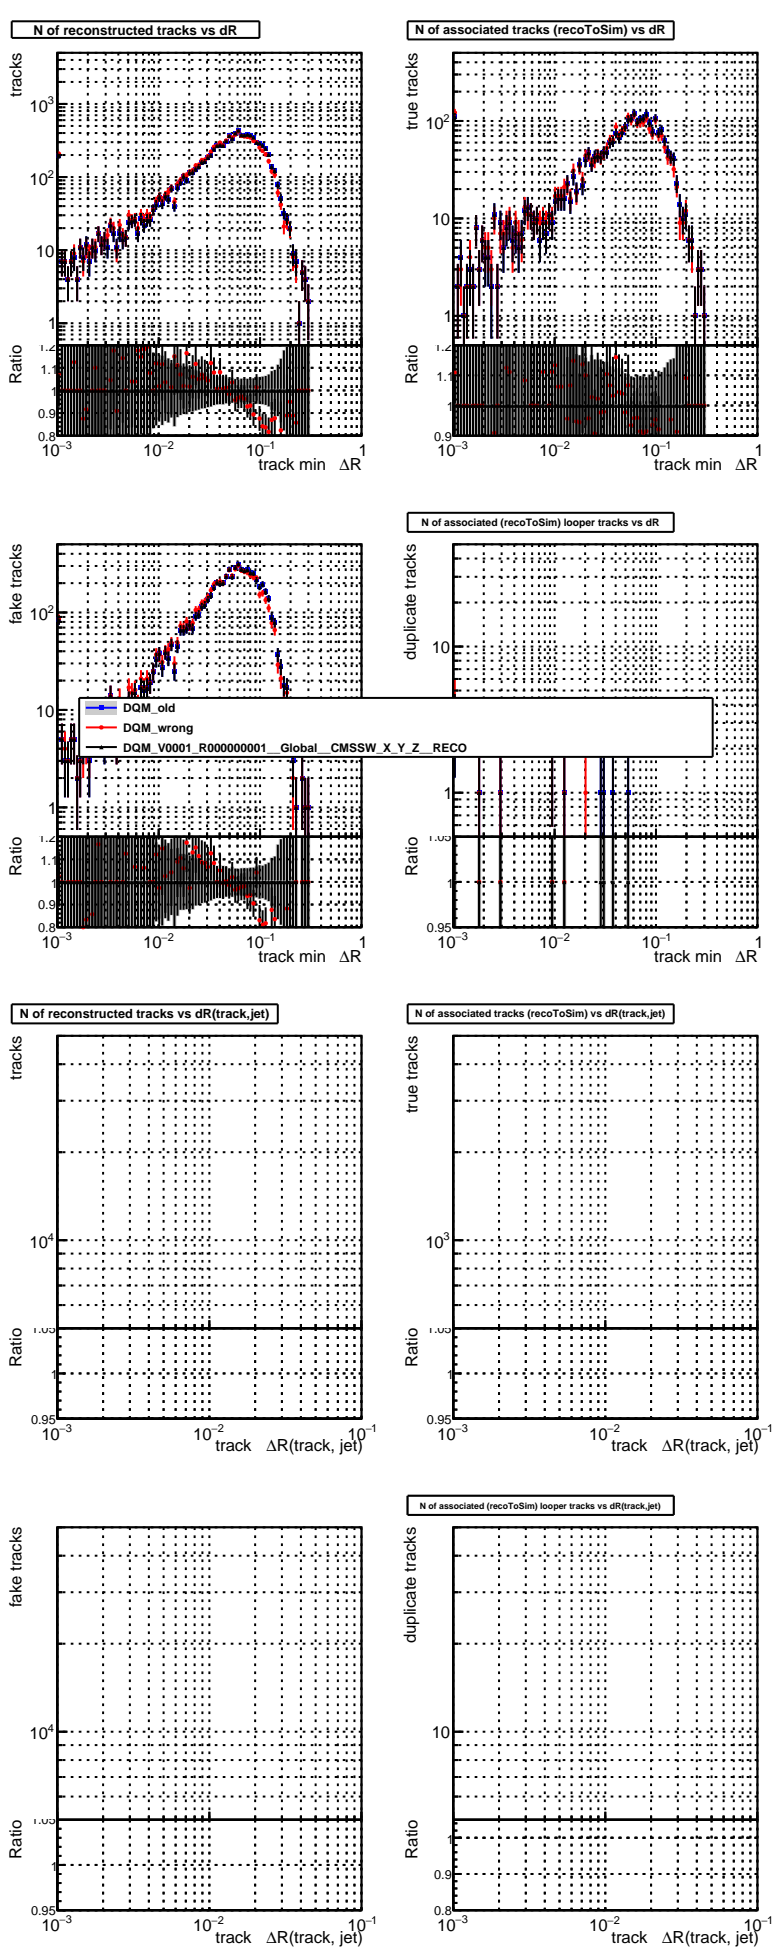 N of reconstructed tracks vs dR
tracks
10³
10²
10
1
Ratio
1.2
1.1
1
0.9
0.8
10⁻³ 10⁻² 10⁻¹ 1
track min ΔR
N of associated tracks (recoToSim) vs dR
true tracks
10²
10
1
Ratio
1.2
1.1
1
0.9
10⁻³ 10⁻² 10⁻¹ 1
track min ΔR
fake tracks
10²
10
1
Ratio
1.2
1.1
1
0.9
0.8
10⁻³ 10⁻² 10⁻¹ 1
track min ΔR
N of associated (recoToSim) looper tracks vs dR
duplicate tracks
10
1
Ratio
1.05
1
0.95
10⁻³ 10⁻² 10⁻¹ 1
track min ΔR
DQM_old
DQM_wrong
DQM_V0001_R000000001__Global__CMSSW_X_Y_Z__RECO
N of reconstructed tracks vs dR(track,jet)
tracks
10⁴
Ratio
1.05
1
0.95
10⁻³ 10⁻² 10⁻¹
track ΔR(track, jet)
N of associated tracks (recoToSim) vs dR(track,jet)
true tracks
10³
Ratio
1.05
1
0.95
10⁻³ 10⁻² 10⁻¹
track ΔR(track, jet)
fake tracks
10⁴
Ratio
1.05
1
0.95
10⁻³ 10⁻² 10⁻¹
track ΔR(track, jet)
N of associated (recoToSim) looper tracks vs dR(track,jet)
duplicate tracks
10
Ratio
1
0.9
0.8
10⁻³ 10⁻² 10⁻¹
track ΔR(track, jet)